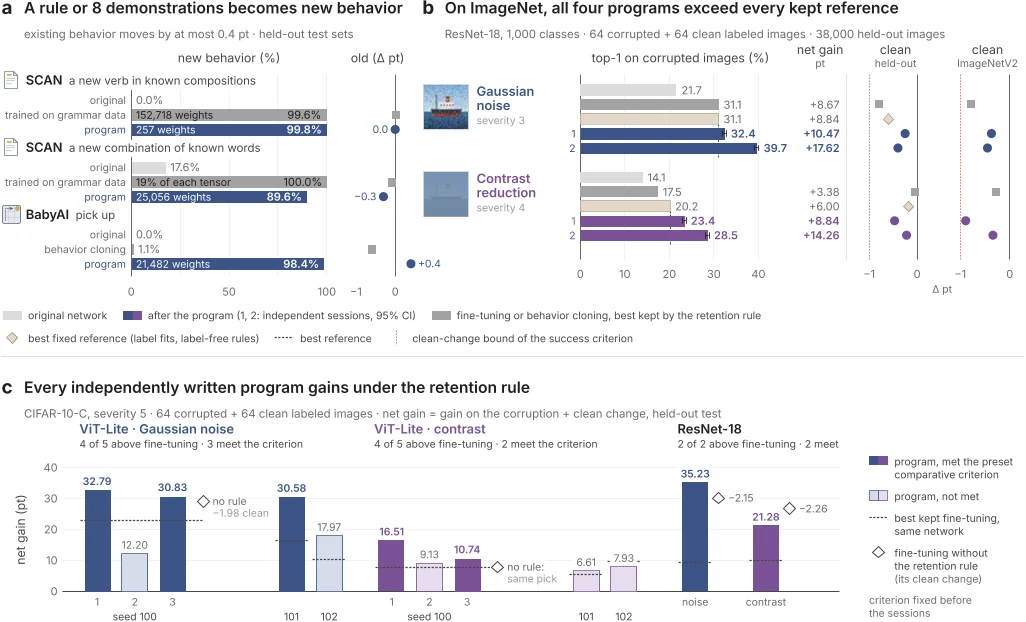 a A rule or 8 demonstrations becomes new behavior
existing behavior moves by at most 0.4 pt · held-out test sets
new behavior (%)
old (Δ pt)
SCAN a new verb in known compositions
original 0.0%
trained on grammar data 152,718 weights 99.6%
program 257 weights 99.8% 0.0
SCAN a new combination of known words
original 17.6%
trained on grammar data 19% of each tensor 100.0%
program 25,056 weights 89.6% −0.3
BabyAI pick up
original 0.0%
behavior cloning 1.1%
program 21,482 weights 98.4% +0.4
0 50 100 −1 0
b On ImageNet, all four programs exceed every kept reference
ResNet-18, 1,000 classes · 64 corrupted + 64 clean labeled images · 38,000 held-out images
top-1 on corrupted images (%)
net gain
pt
clean
held-out
clean
ImageNetV2
Gaussian
noise
severity 3
21.7
31.1 +8.67
31.1 +8.84
1 32.4 +10.47
2 39.7 +17.62
Contrast
reduction
severity 4
14.1
17.5 +3.38
20.2 +6.00
1 23.4 +8.84
2 28.5 +14.26
0 10 20 30 40 −1 0 −1 0
Δ pt
original network
after the program (1, 2: independent sessions, 95% CI)
fine-tuning or behavior cloning, best kept by the retention rule
best fixed reference (label fits, label-free rules)
best reference
clean-change bound of the success criterion
c Every independently written program gains under the retention rule
CIFAR-10-C, severity 5 · 64 corrupted + 64 clean labeled images · net gain = gain on the corruption + clean change, held-out test
ViT-Lite · Gaussian noise
4 of 5 above fine-tuning · 3 meet the criterion
ViT-Lite · contrast
4 of 5 above fine-tuning · 2 meet the criterion
ResNet-18
2 of 2 above fine-tuning · 2 meet
net gain (pt)
40
30
20
10
0
32.79
12.20
30.83
no rule
−1.98 clean
30.58
17.97
16.51
9.13
10.74
no rule:
same pick
6.61
7.93
35.23
−2.15
21.28
−2.26
1 2 3 1 2 3 noise contrast
seed 100 101 102 seed 100 101 102
program, met the preset
comparative criterion
program, not met
best kept fine-tuning,
same network
fine-tuning without
the retention rule
(its clean change)
criterion fixed before
the sessions